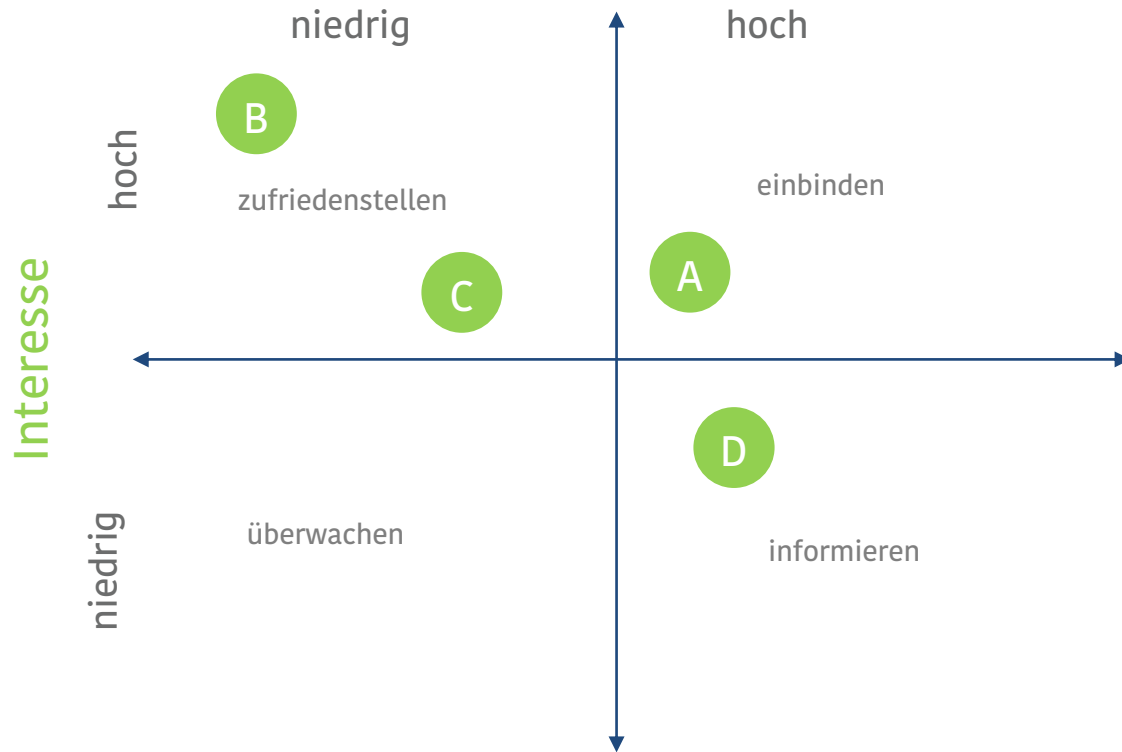 niedrig
hoch
B
hoch
zufriedenstellen
einbinden
A
C
Interesse
D
niedrig
überwachen
informieren